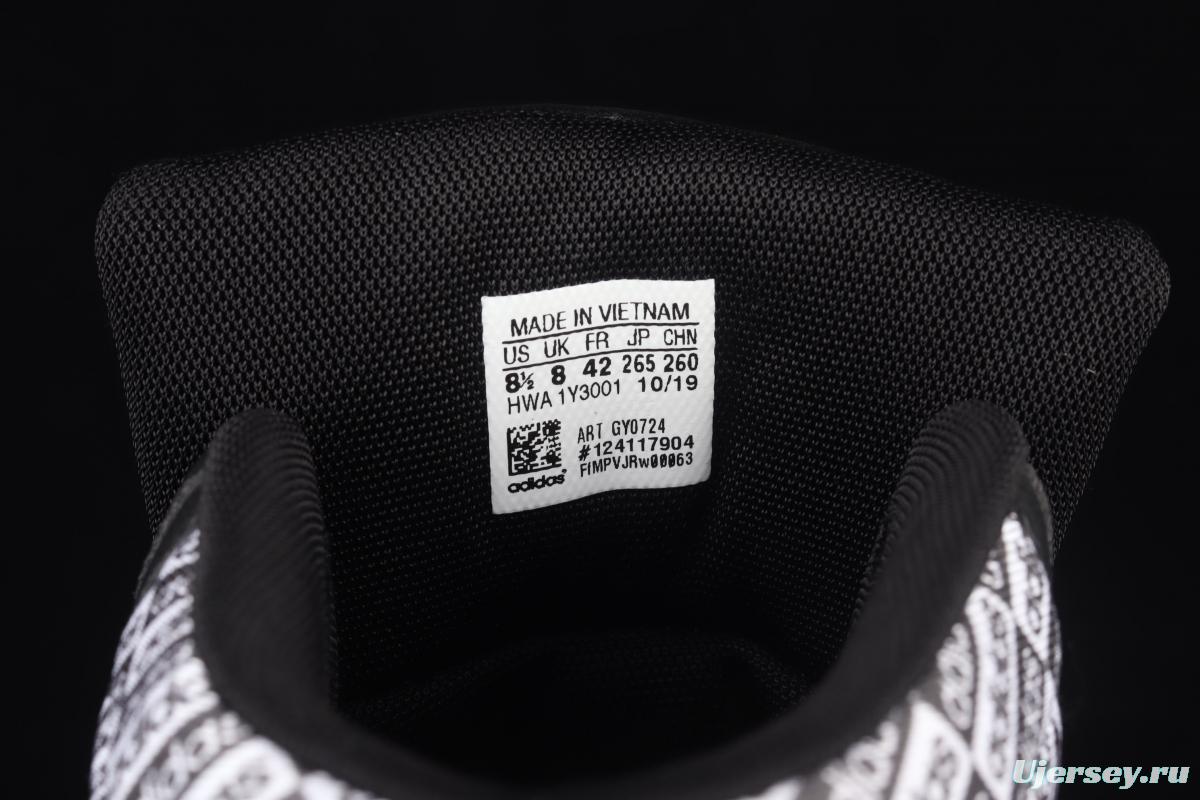 MADE IN VIETNAM
US UK FR JP CHN
8½ 8 42 265 260
HWA 1Y3001 10/19
ART GY0724
#124117904
FIMPVJRw00063
adidas
Ujersey.ru